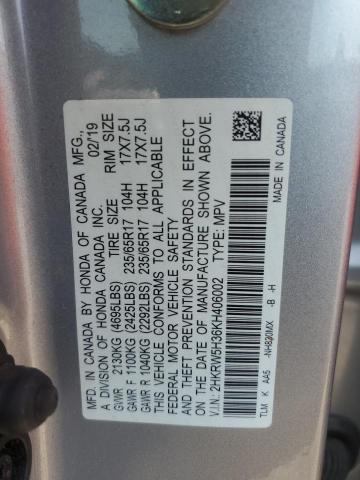 MFD. IN CANADA BY HONDA OF CANADA MFG.,
A DIVISION OF HONDA CANADA INC. 02/19
TIRE SIZE RIM SIZE
GVWR 2130KG (4695LBS)
GAWR F 1100KG (2425LBS) 235/65R17 104H 17X7.5J
GAWR R 1040KG (2292LBS) 235/65R17 104H 17X7.5J
THIS VEHICLE CONFORMS TO ALL APPLICABLE
FEDERAL MOTOR VEHICLE SAFETY
AND THEFT PREVENTION STANDARDS IN EFFECT
ON THE DATE OF MANUFACTURE SHOWN ABOVE.
V.I.N.: 2HKRW5H36KH406002 TYPE: MPV
MADE IN CANADA
TLM K AA5 -NH830MX -B -H